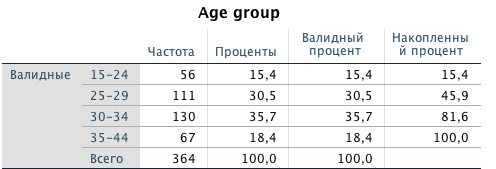 Age group
Частота Проценты Валидный процент Накопленны й процент
Валидные 15-24 56 15,4 15,4 15,4
25-29 111 30,5 30,5 45,9
30-34 130 35,7 35,7 81,6
35-44 67 18,4 18,4 100,0
Всего 364 100,0 100,0